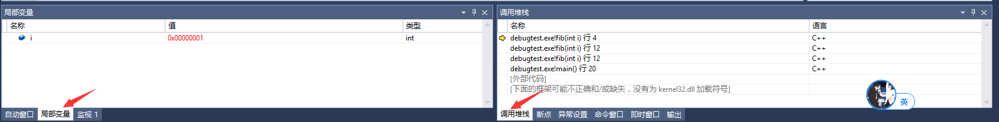 局部变量
名称 值 类型
i 0x00000001 int
自动窗口 局部变量 监视 1
调用堆栈
名称 语言
debugtest.exe!fib(int i) 行 4 C++
debugtest.exe!fib(int i) 行 12 C++
debugtest.exe!fib(int i) 行 12 C++
debugtest.exe!main() 行 20 C++
[外部代码]
[下面的框架可能不正确和/或缺失，没有为 kernel32.dll 加载符号]
英
调用堆栈 断点 异常设置 命令窗口 即时窗口 输出